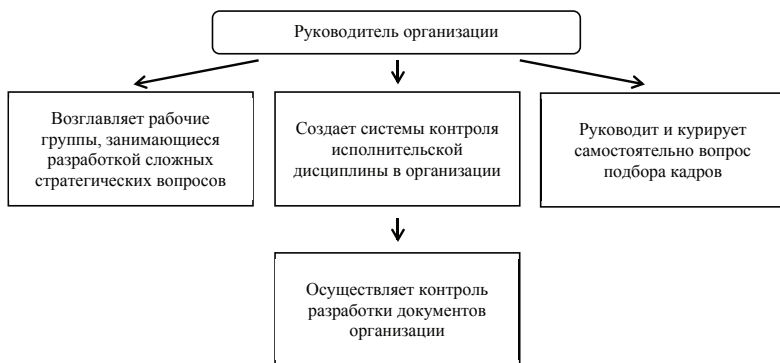 Руководитель организации
Возглавляет рабочие
группы, занимающиеся
разработкой сложных
стратегических вопросов
Создает системы контроля
исполнительской
дисциплины в организации
Руководит и курирует
самостоятельно вопрос
подбора кадров
Осуществляет контроль
разработки документов
организации